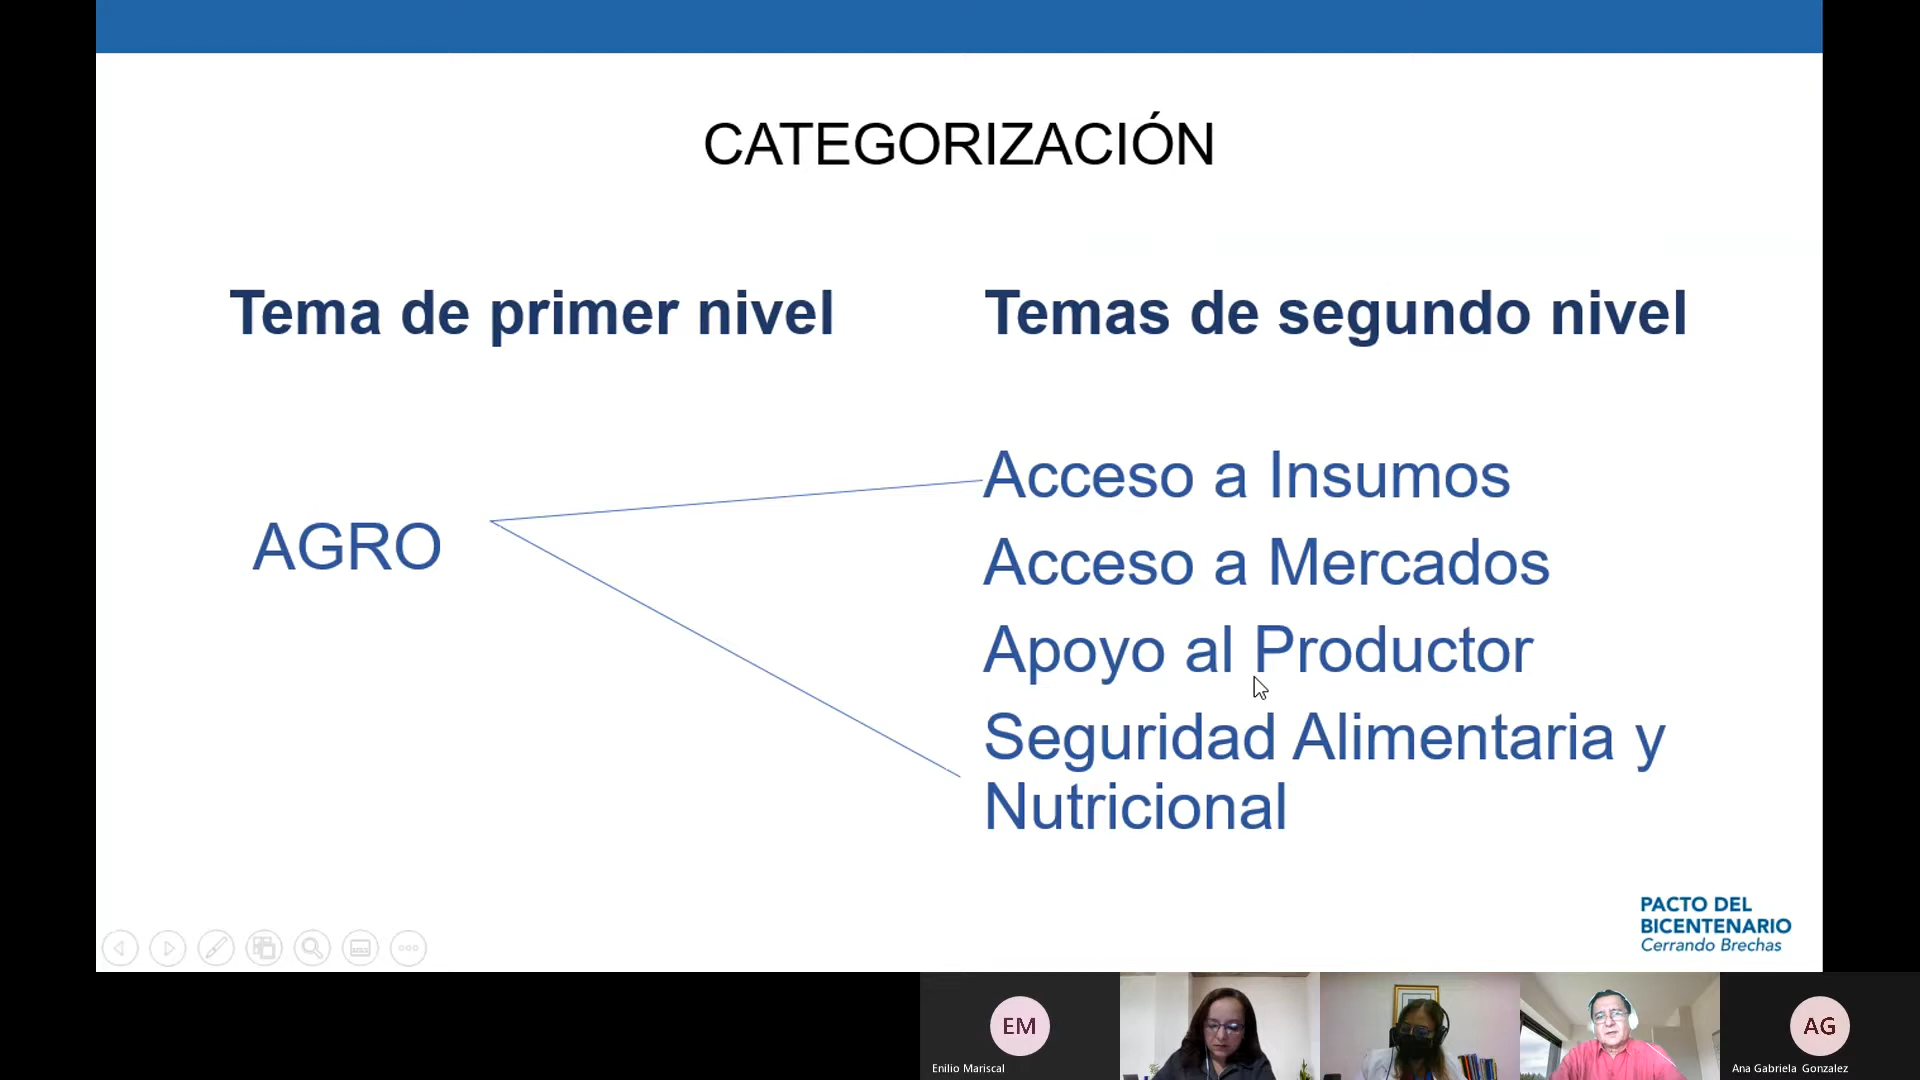 CATEGORIZACIÓN
Tema de primer nivel
Temas de segundo nivel
AGRO
Acceso a Insumos
Acceso a Mercados
Apoyo al Productor
Seguridad Alimentaria y
Nutricional
PACTO DEL
BICENTENARIO
Cerrando Brechas
EM
Enilio Mariscal
AG
Ana Gabriela Gonzalez